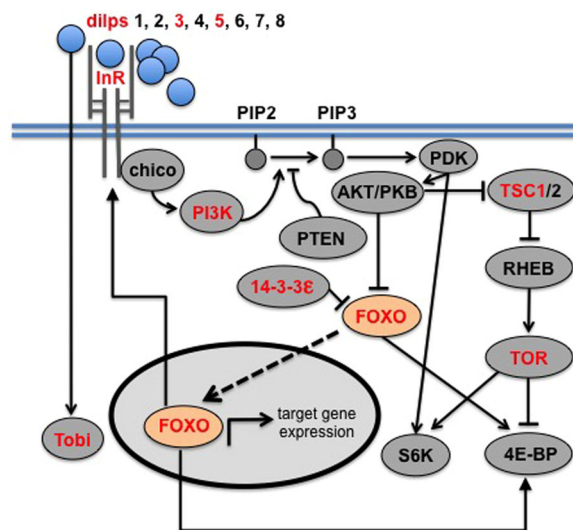 dilps 1, 2, 3, 4, 5, 6, 7, 8
InR
PIP2
PIP3
chico
PDK
PI3K
AKT/PKB
TSC1/2
PTEN
RHEB
14-3-3ε
FOXO
TOR
FOXO
target gene
expression
Tobi
S6K
4E-BP